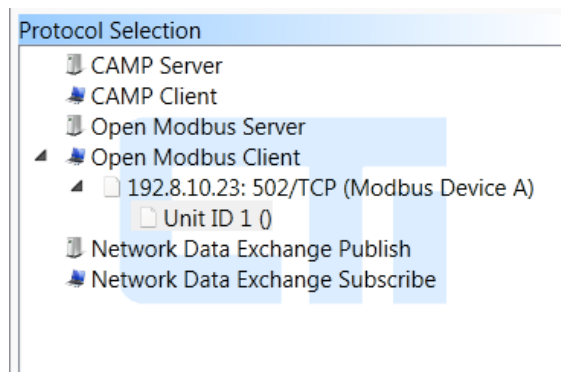 Protocol Selection
CAMP Server
CAMP Client
Open Modbus Server
Open Modbus Client
192.8.10.23: 502/TCP (Modbus Device A)
Unit ID 1 ()
Network Data Exchange Publish
Network Data Exchange Subscribe